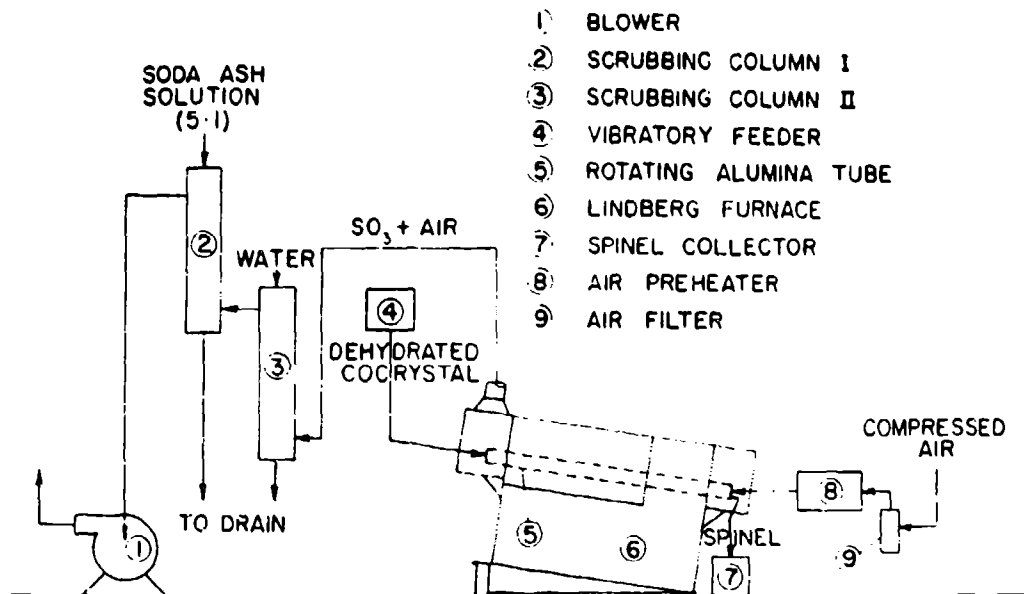 1 BLOWER
2 SCRUBBING COLUMN I
3 SCRUBBING COLUMN II
4 VIBRATORY FEEDER
5 ROTATING ALUMINA TUBE
6 LINDBERG FURNACE
7 SPINEL COLLECTOR
8 AIR PREHEATER
9 AIR FILTER
SODA ASH
SOLUTION
(5·1)
2
SO3 + AIR
WATER
4
3
DEHYDRATED
COCRYSTAL
COMPRESSED
AIR
8
TO DRAIN
1
5
6
SPINEL
7
9